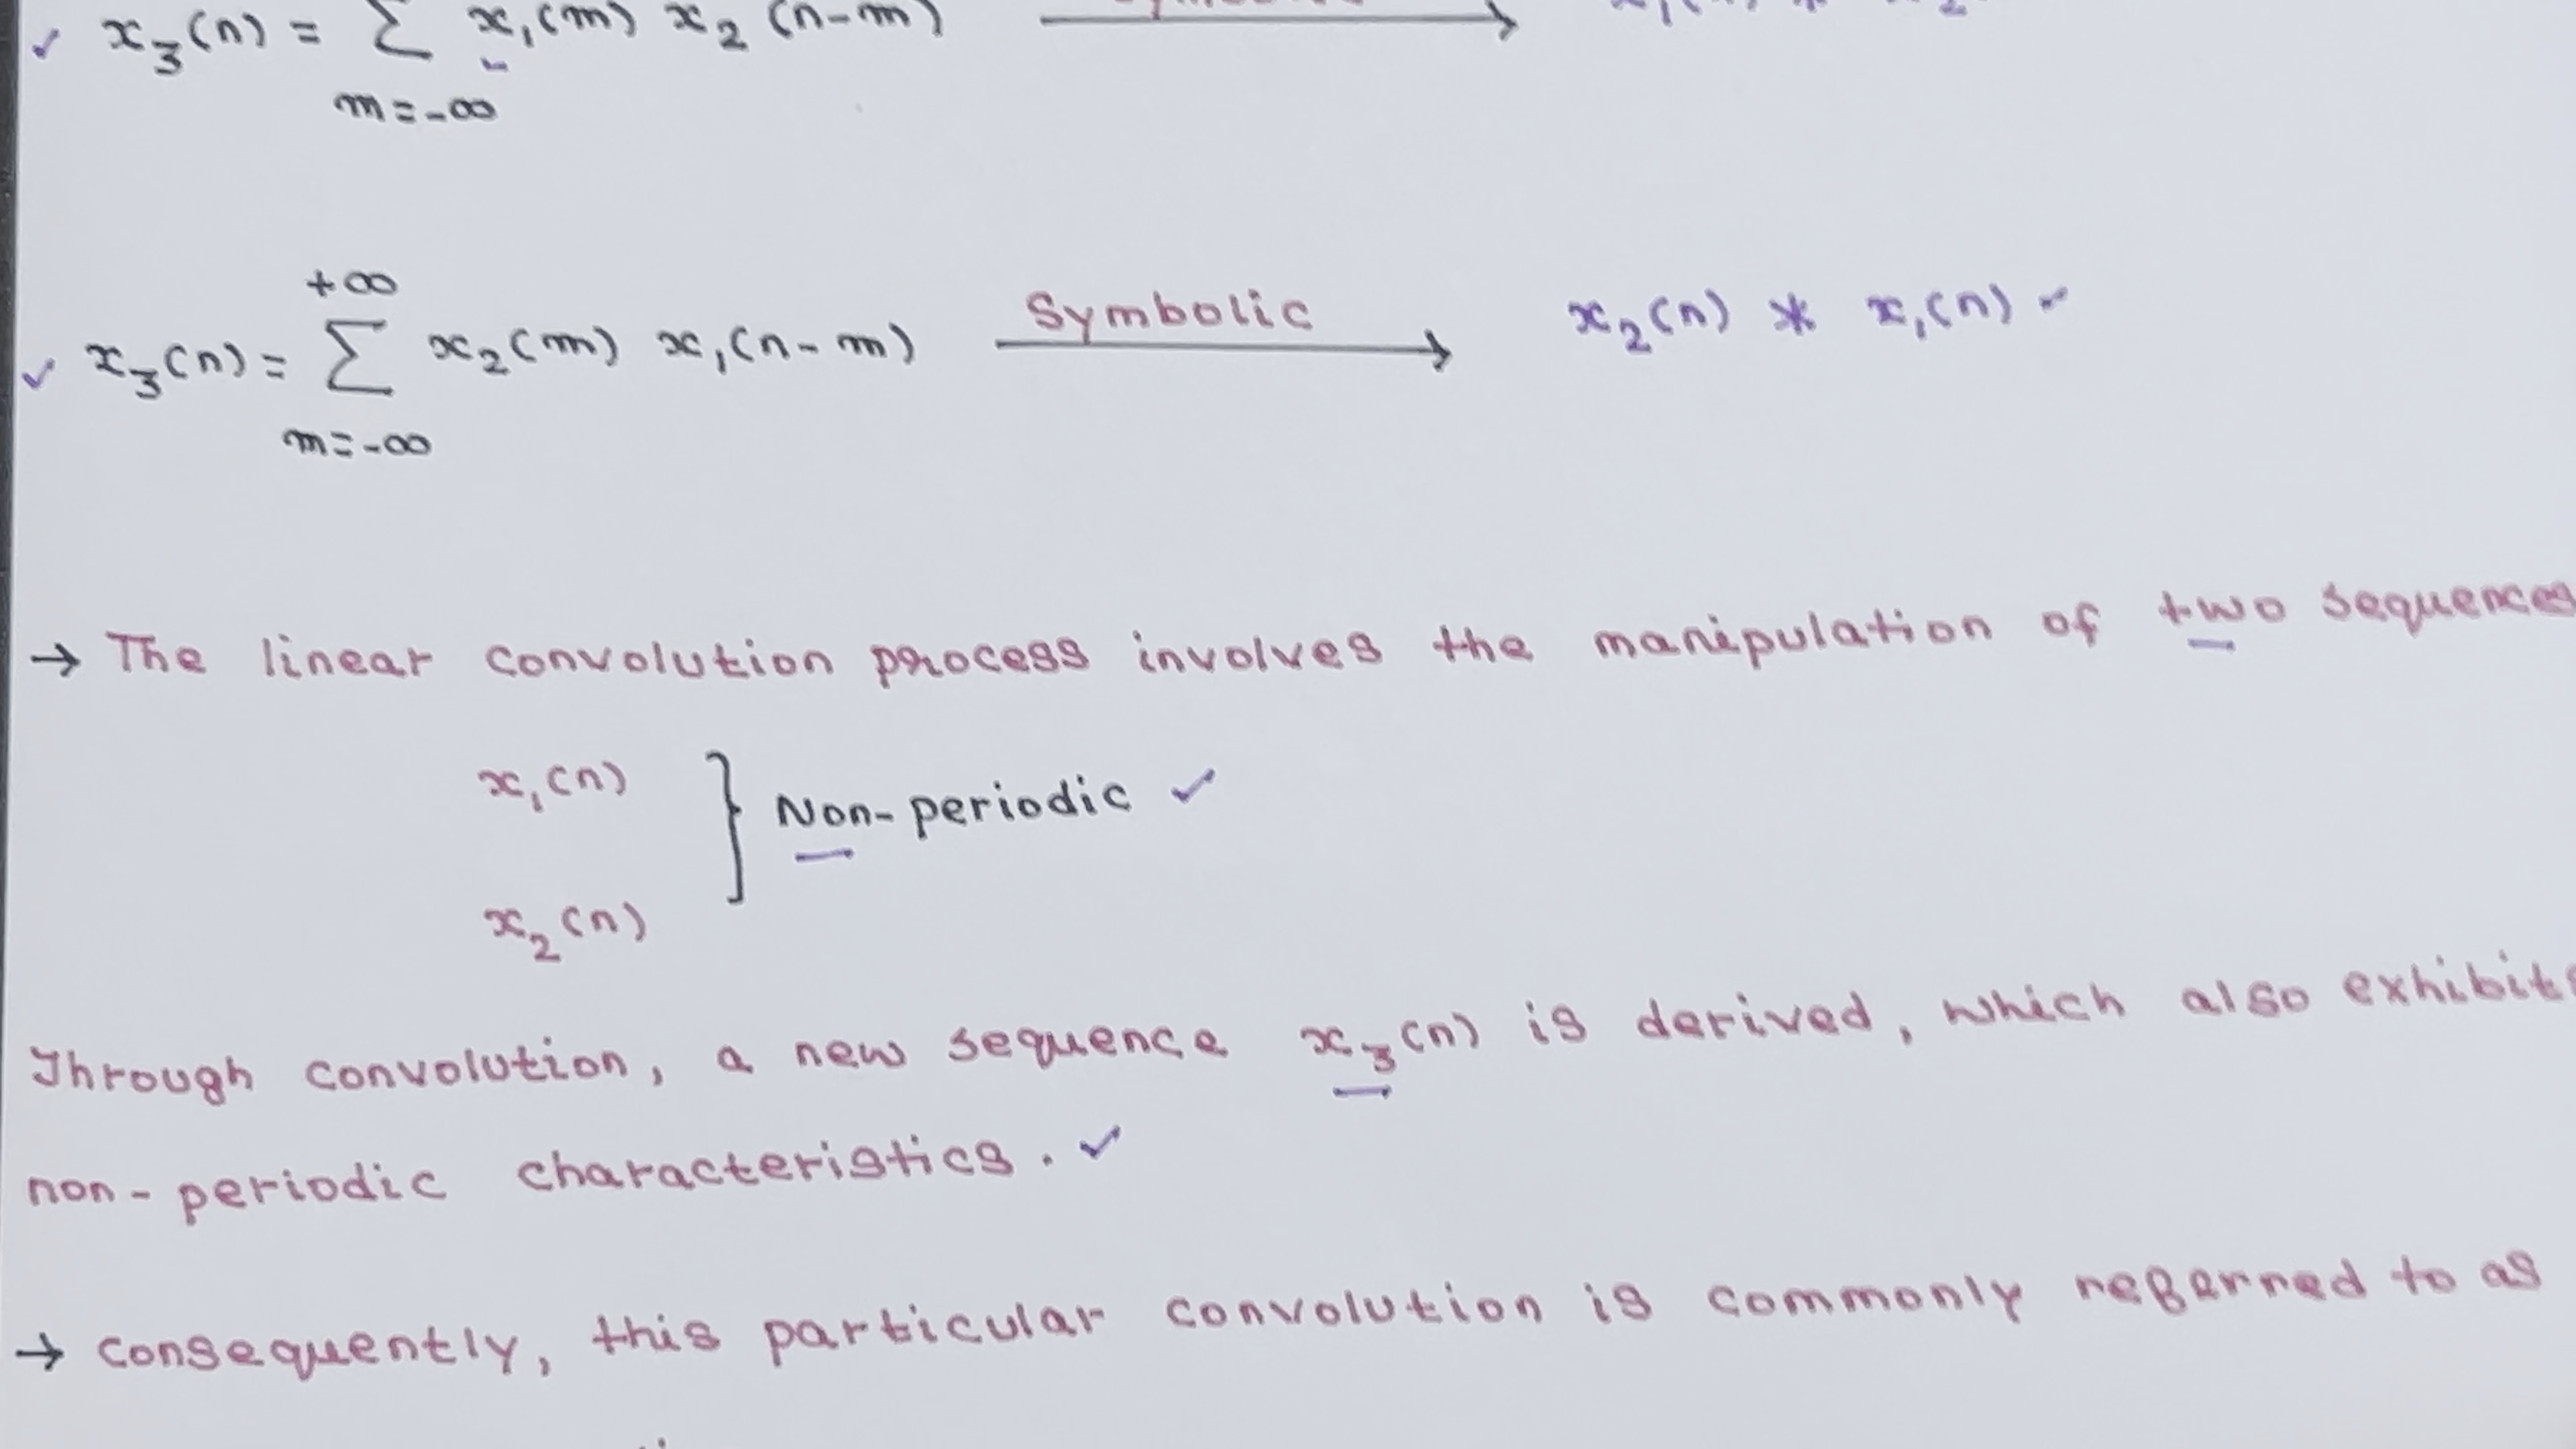 x₃(n) = Σ x₁(m) x₂ (n-m)
m=-∞
+∞
x₃(n) = Σ x₂(m) x₁(n-m) Symbolic x₂(n) * x₁(n)
m=-∞
→ The linear convolution process involves the manipulation of two sequences
x₁(n)
} Non-periodic ✓
x₂(n)
Through convolution, a new sequence x₃(n) is derived, which also exhibits
non-periodic characteristics. ✓
→ consequently, this particular convolution is commonly referred to as